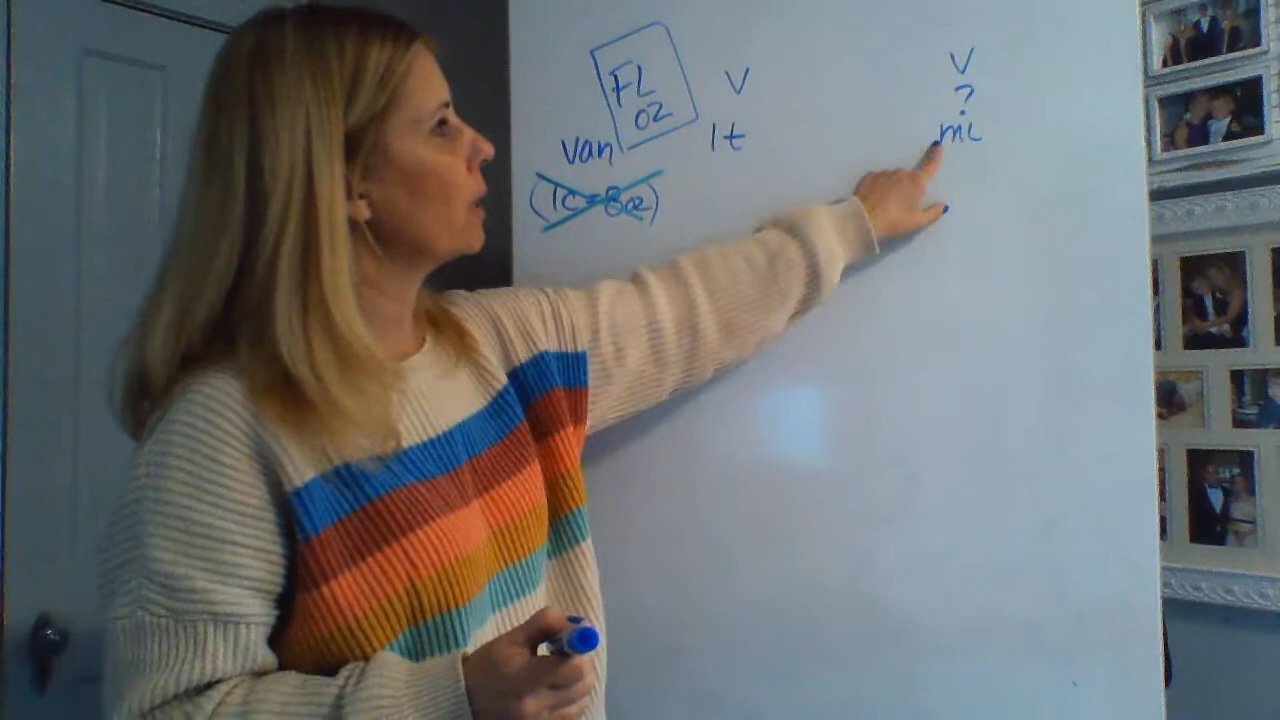 FL
oz
van
(1c = 8oz)
V
1t
V
?
mL